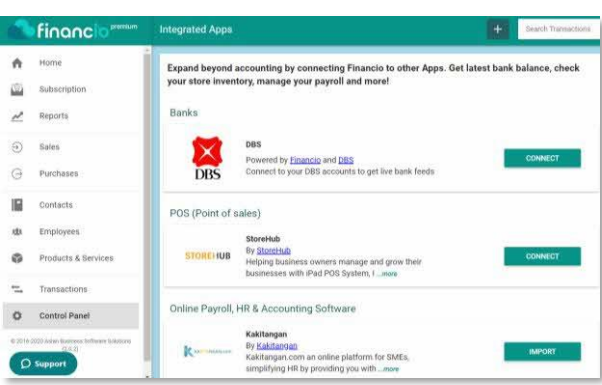 financio premium
Integrated Apps
+
Search Transactions
Home
Subscription
Reports
Sales
Purchases
Contacts
Employees
Products & Services
Transactions
Control Panel
Support
Expand beyond accounting by connecting Financio to other Apps. Get latest bank balance, check
your store inventory, manage your payroll and more!
Banks
DBS
DBS
Powered by Financio and DBS
Connect to your DBS accounts to get live bank feeds
CONNECT
POS (Point of sales)
STOREHUB
StoreHub
By StoreHub
Helping business owners manage and grow their
businesses with iPad POS System, I ...more
CONNECT
Online Payroll, HR & Accounting Software
Kakitangan
By Kakitangan
Kakitangan.com an online platform for SMEs,
simplifying HR by providing you with ...more
IMPORT